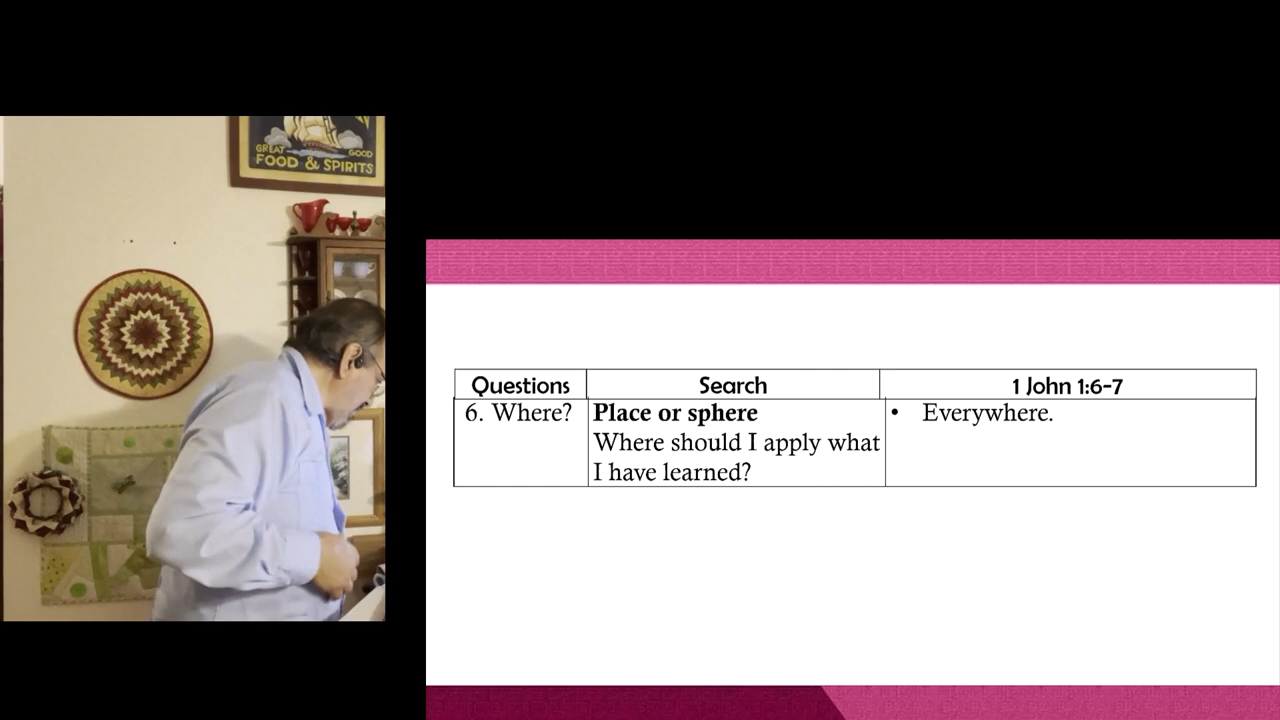 GREAT GOOD
FOOD & SPIRITS
Questions Search 1 John 1:6-7
6. Where? Place or sphere • Everywhere.
Where should I apply what
I have learned?